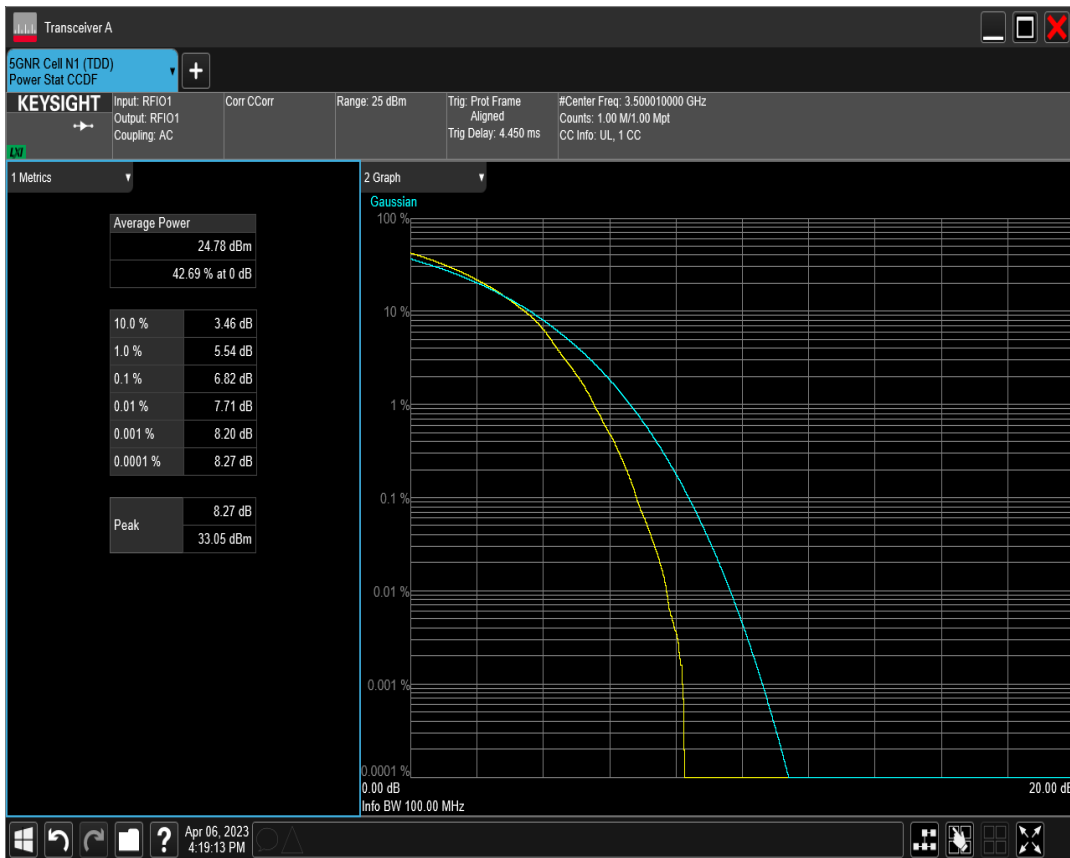 Transceiver A
5GNR Cell N1 (TDD)
Power Stat CCDF
KEYSIGHT
LXI
Input: RFIO1
Output: RFIO1
Coupling: AC
Corr CCorr
Range: 25 dBm
Trig: Prot Frame
Aligned
Trig Delay: 4.450 ms
#Center Freq: 3.500010000 GHz
Counts: 1.00 M/1.00 Mpt
CC Info: UL, 1 CC
1 Metrics
Average Power
24.78 dBm
42.69 % at 0 dB
10.0 % 3.46 dB
1.0 % 5.54 dB
0.1 % 6.82 dB
0.01 % 7.71 dB
0.001 % 8.20 dB
0.0001 % 8.27 dB
Peak
8.27 dB
33.05 dBm
2 Graph
Gaussian
100 %
10 %
1 %
0.1 %
0.01 %
0.001 %
0.0001 %
0.00 dB 20.00 dB
Info BW 100.00 MHz
Apr 06, 2023
4:19:13 PM